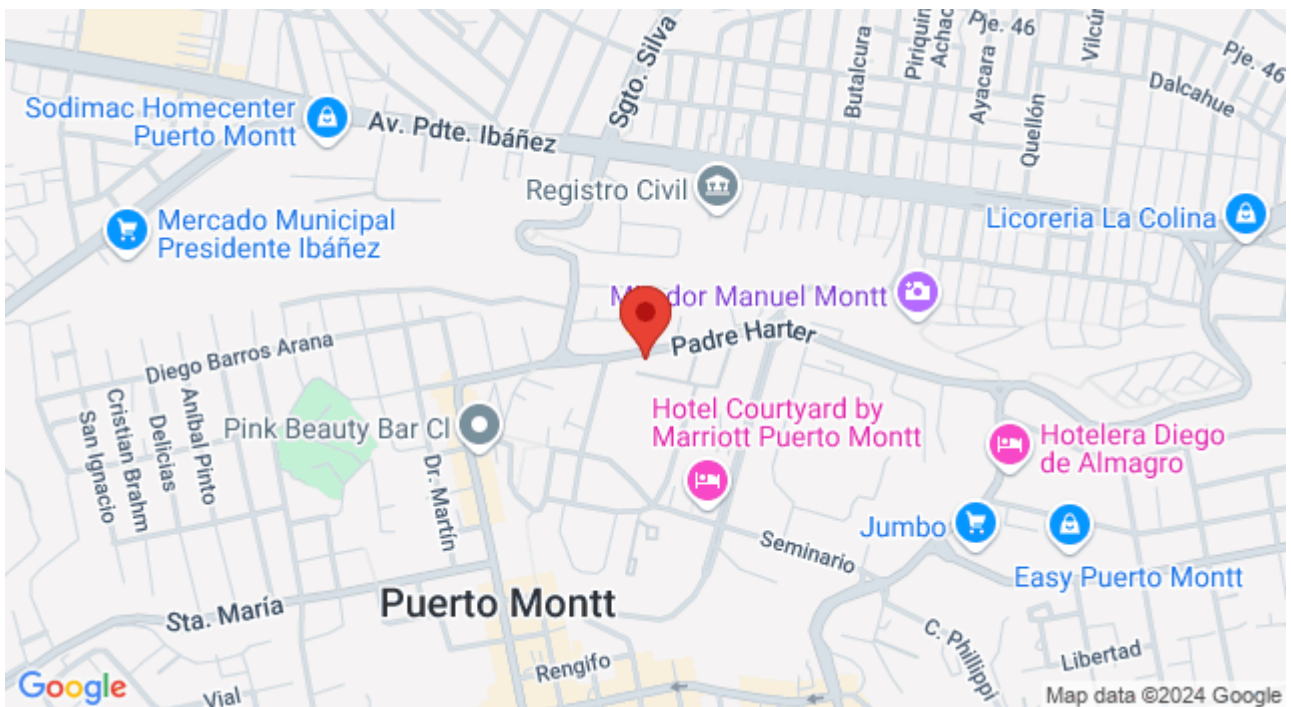 Pje. 46
Vilcún
Piriquin
Achao
Butalcura
Ayacara
Quellón
Pje. 46
Dalcahue
Sgto. Silva
Sodimac Homecenter
Puerto Montt
Av. Pdte. Ibáñez
Registro Civil
Licoreria La Colina
Mercado Municipal
Presidente Ibáñez
Manuel Montt
Padre Harter
Diego Barros Arana
Hotel Courtyard by
Marriott Puerto Montt
Pink Beauty Bar Cl
San Ignacio
Cristian Brahm
Delicias
Aníbal Pinto
Dr. Martín
Hotelera Diego
de Almagro
Jumbo
Seminario
Easy Puerto Montt
Sta. María
Puerto Montt
C. Phillippi
Libertad
Rengifo
Vial
Google
Map data ©2024 Google